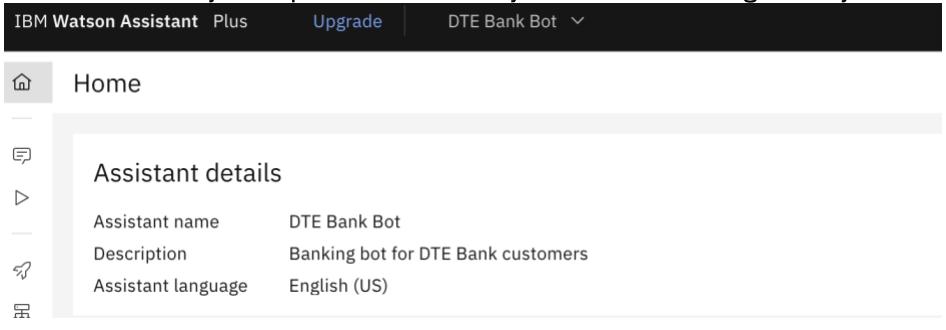 IBM Watson Assistant Plus Upgrade DTE Bank Bot
Home
Assistant details
Assistant name DTE Bank Bot
Description Banking bot for DTE Bank customers
Assistant language English (US)